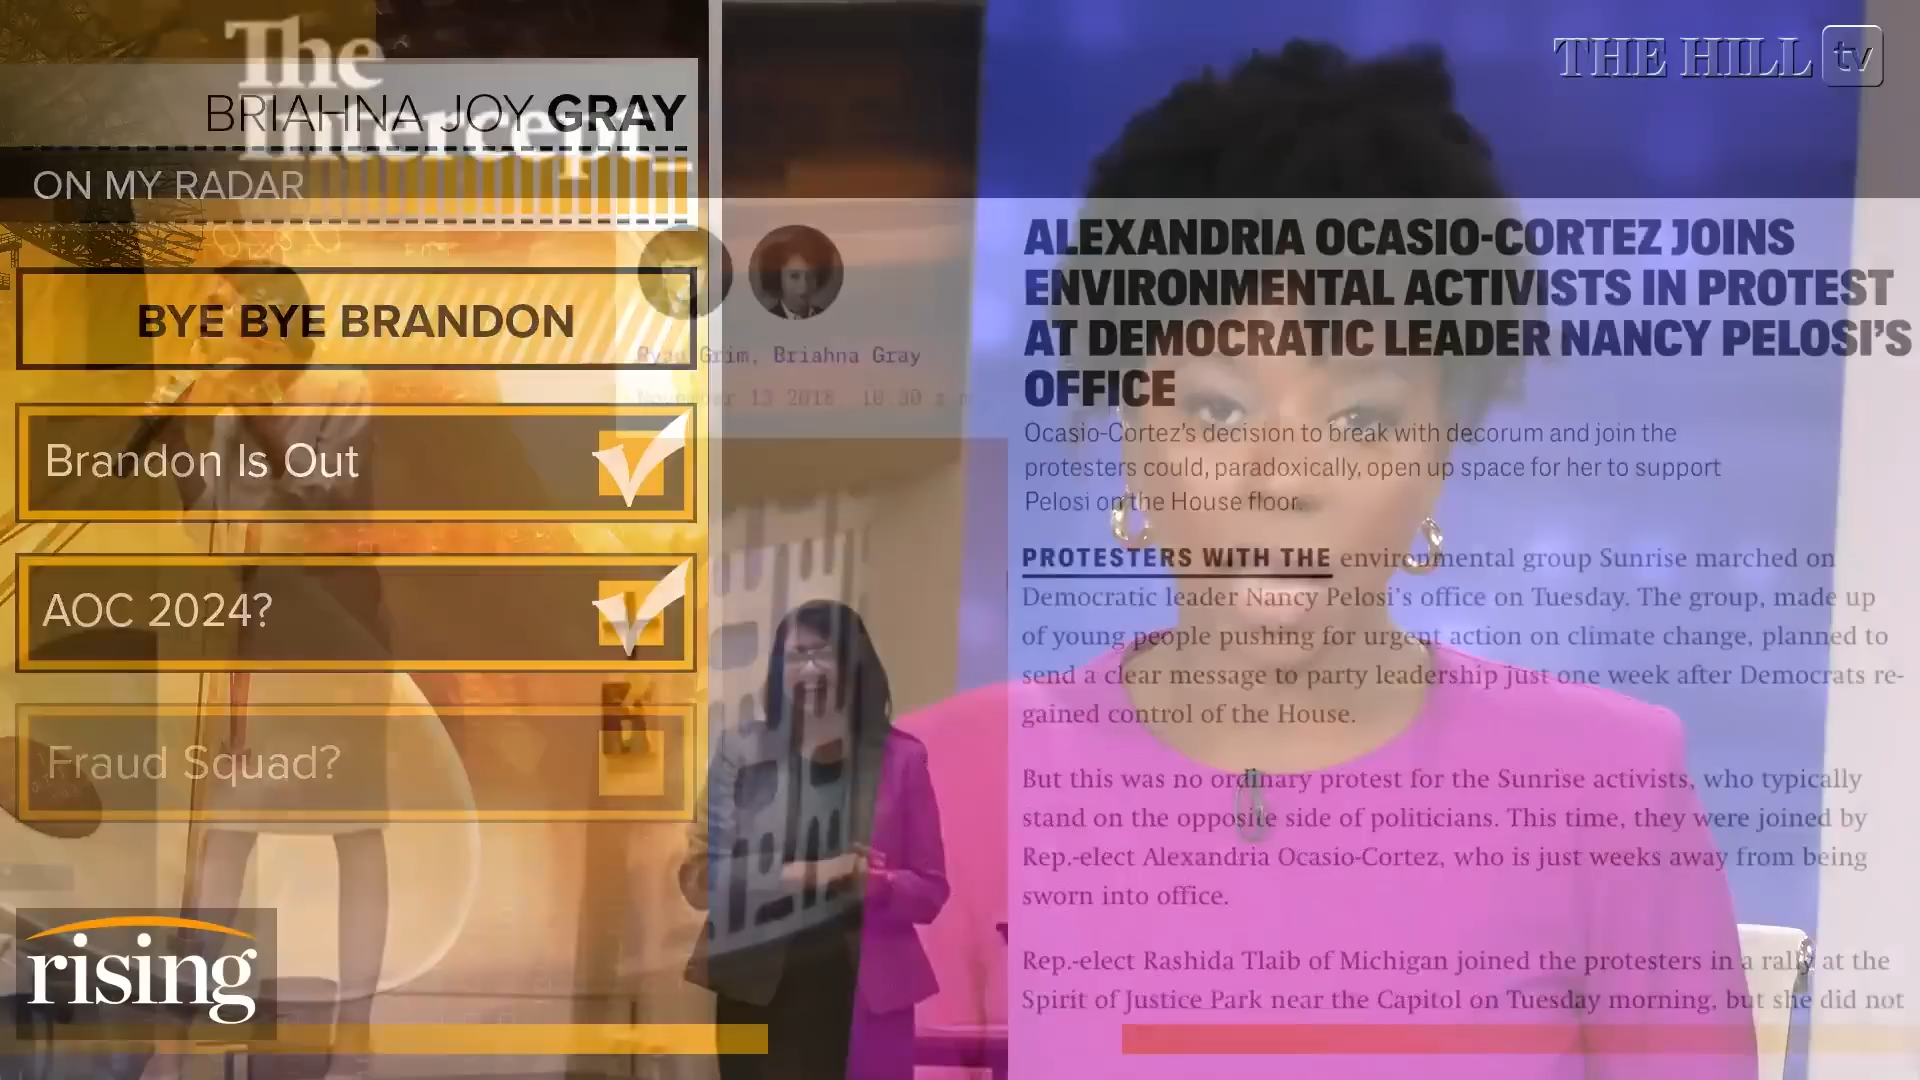 The
Intercept_
THE HILL tv
BRIAHNA JOY GRAY
ON MY RADAR
BYE BYE BRANDON
Brandon Is Out
AOC 2024?
Fraud Squad?
rising
Ryan Grim, Briahna Gray
November 13 2018, 10:30
ALEXANDRIA OCASIO-CORTEZ JOINS
ENVIRONMENTAL ACTIVISTS IN PROTEST
AT DEMOCRATIC LEADER NANCY PELOSI’S
OFFICE
Ocasio-Cortez’s decision to break with decorum and join the
protesters could, paradoxically, open up space for her to support
Pelosi on the House floor.
PROTESTERS WITH THE environmental group Sunrise marched on
Democratic leader Nancy Pelosi’s office on Tuesday. The group, made up
of young people pushing for urgent action on climate change, planned to
send a clear message to party leadership just one week after Democrats re-
gained control of the House.
But this was no ordinary protest for the Sunrise activists, who typically
stand on the opposite side of politicians. This time, they were joined by
Rep.-elect Alexandria Ocasio-Cortez, who is just weeks away from being
sworn into office.
Rep.-elect Rashida Tlaib of Michigan joined the protesters in a rally at the
Spirit of Justice Park near the Capitol on Tuesday morning, but she did not